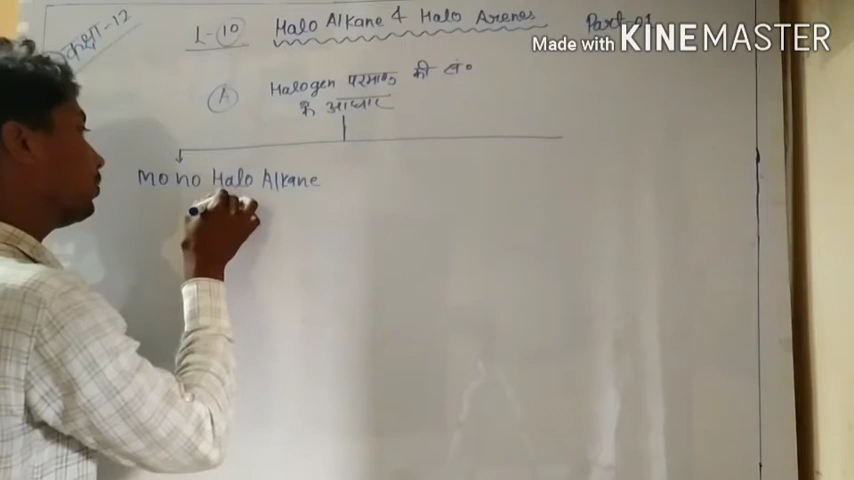 कक्षा-12
L-10 Halo Alkane & Halo Arenes Part-01
Made with KINEMASTER
A Halogen परमाणु की सं०
के आधार
Mono Halo Alkane